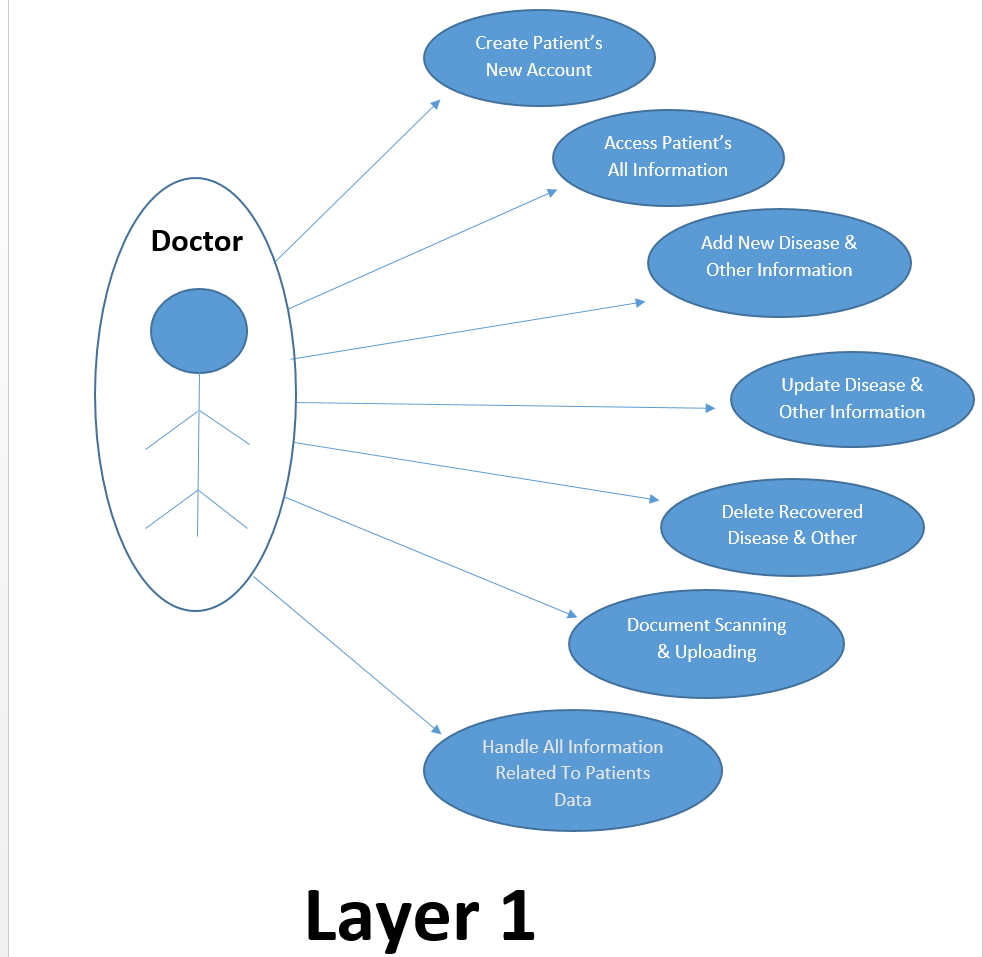 Create Patient’s
New Account
Access Patient’s
All Information
Doctor
Add New Disease &
Other Information
Update Disease &
Other Information
Delete Recovered
Disease & Other
Document Scanning
& Uploading
Handle All Information
Related To Patients
Data
Layer 1